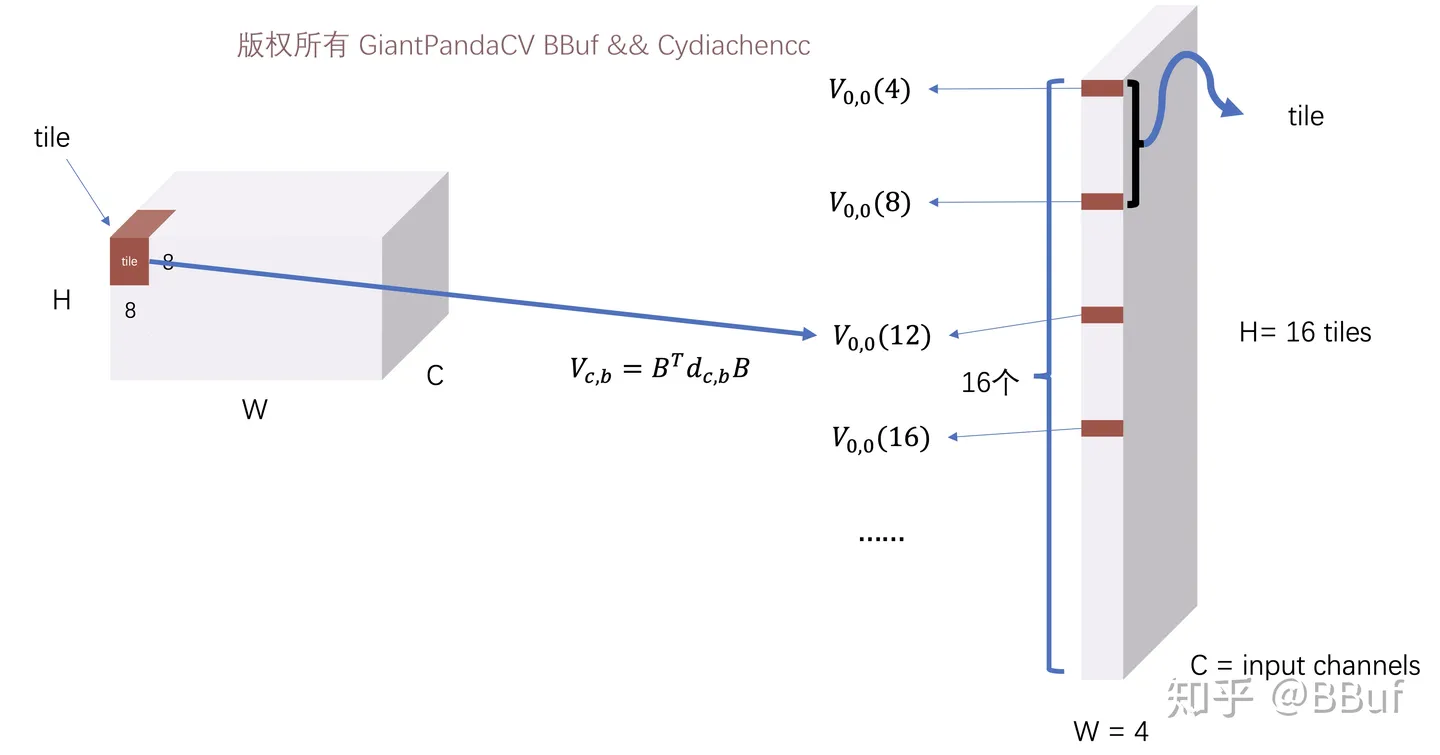 版权所有 GiantPandaCV BBuf && Cydiachencc
tile
tile
8
8
H
W
C
V_{c,b} = B^T d_{c,b} B
V_{0,0}(4)
V_{0,0}(8)
V_{0,0}(12)
V_{0,0}(16)
......
16个
tile
H= 16 tiles
C = input channels
W = 4
知乎 @BBuf